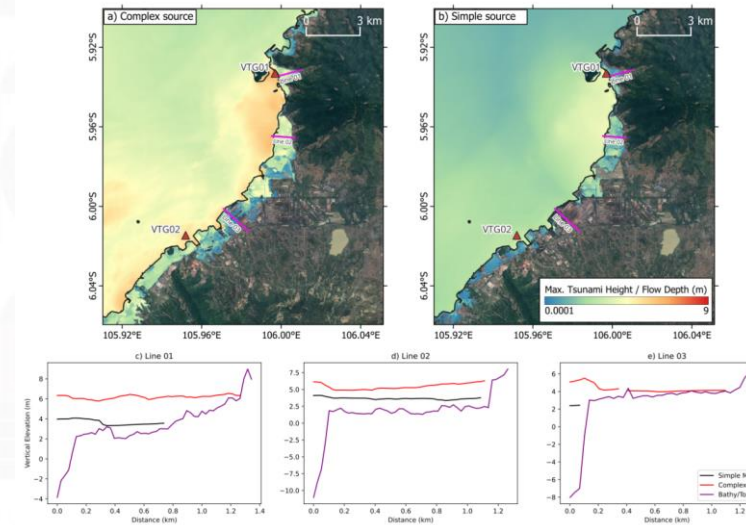 a) Complex source
0 3 km
b) Simple source
0 3 km
5.92°S
5.96°S
6.00°S
6.04°S
VTG01
Line 02
VTG02
105.92°E
105.96°E
106.00°E
106.04°E
5.92°S
5.96°S
6.00°S
6.04°S
VTG01
Line 02
VTG02
Max. Tsunami Height / Flow Depth (m)
0.0001 9
105.92°E
105.96°E
106.00°E
106.04°E
c) Line 01
Vertical Elevation (m)
8
6
4
2
0
−2
−4
0.0 0.2 0.4 0.6 0.8 1.0 1.2 1.4
Distance (km)
d) Line 02
7.5
5.0
2.5
0.0
−2.5
−5.0
−7.5
−10.0
0.0 0.2 0.4 0.6 0.8 1.0 1.2
Distance (km)
e) Line 03
6
4
2
0
−2
−4
−6
−8
0.0 0.2 0.4 0.6 0.8 1.0
Distance (km)
Simple M
Complex
Bathy/To